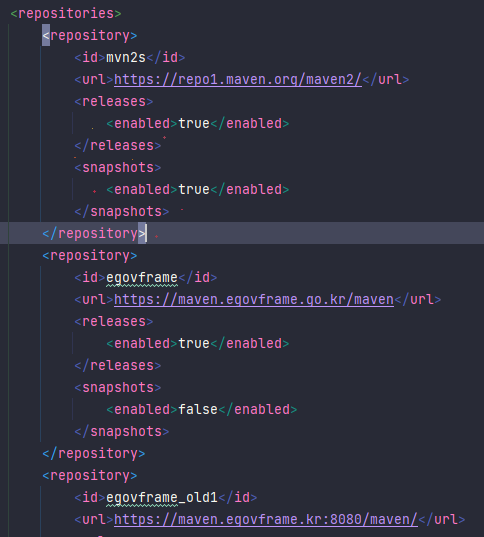 <repositories>
<repository>
<id>mvn2s</id>
<url>https://repo1.maven.org/maven2/</url>
<releases>
<enabled>true</enabled>
</releases>
<snapshots>
<enabled>true</enabled>
</snapshots>
</repository>
<repository>
<id>egovframe</id>
<url>https://maven.egovframe.go.kr/maven</url>
<releases>
<enabled>true</enabled>
</releases>
<snapshots>
<enabled>false</enabled>
</snapshots>
</repository>
<repository>
<id>egovframe_old1</id>
<url>https://maven.egovframe.kr:8080/maven/</url>